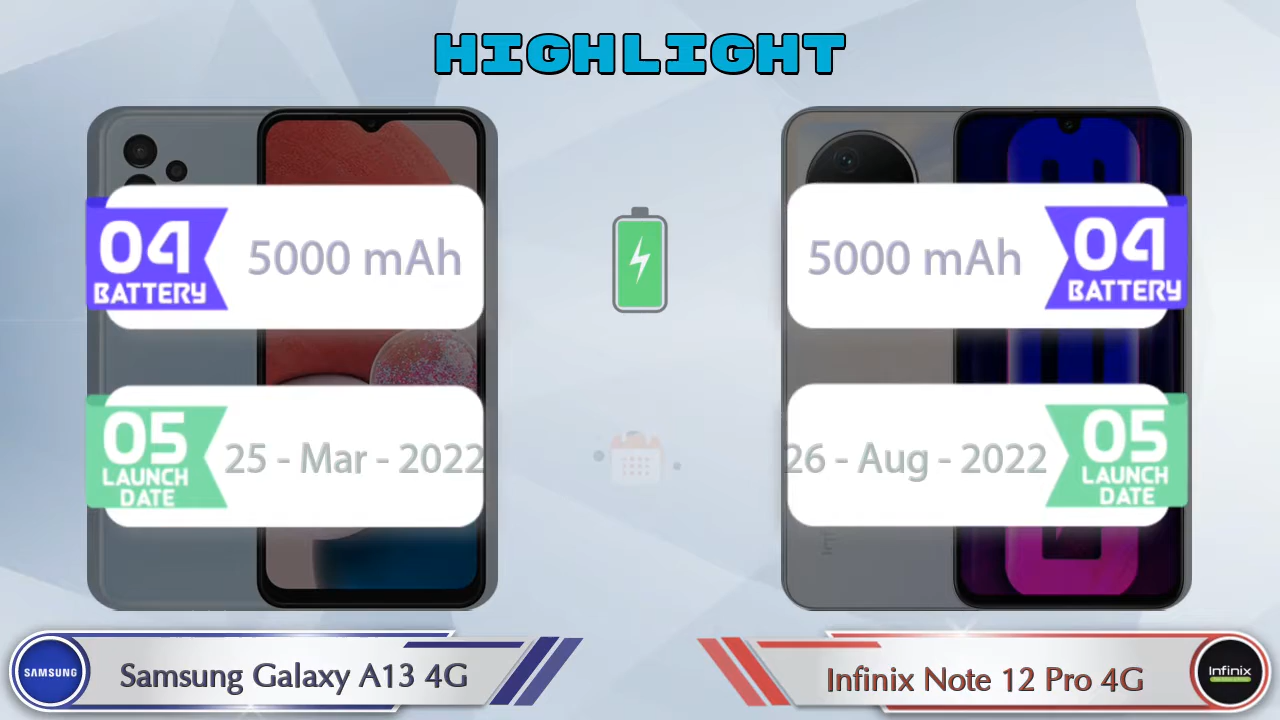 HIGHLIGHT
04
BATTERY
5000 mAh
5000 mAh
04
BATTERY
05
LAUNCH
DATE
25 - Mar - 2022
26 - Aug - 2022
05
LAUNCH
DATE
SAMSUNG
Samsung Galaxy A13 4G
Infinix Note 12 Pro 4G
Infinix